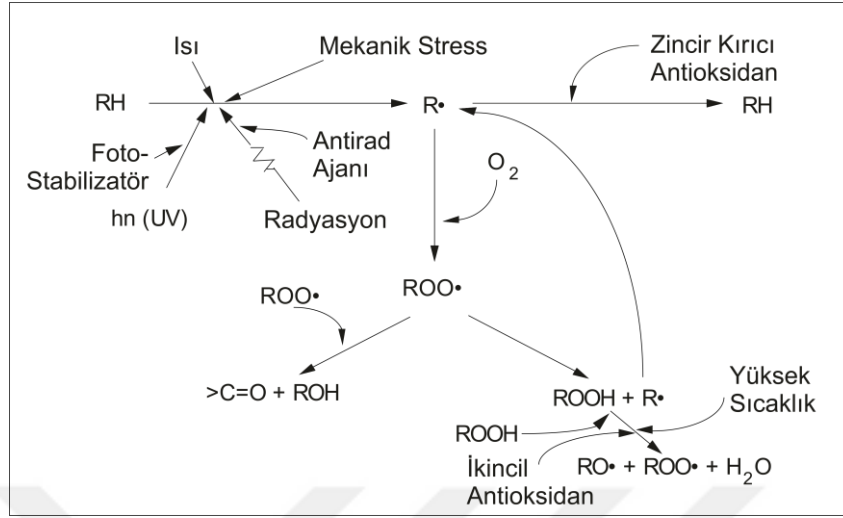 Isı
Mekanik Stress
Zincir Kırıcı
Antioksidan
RH
R•
RH
Foto-
Stabilizatör
Antirad
Ajanı
O2
hn (UV)
Radyasyon
ROO•
ROO•
>C=O + ROH
ROOH + R•
Yüksek
Sıcaklık
ROOH
İkincil
Antioksidan
RO• + ROO• + H2O